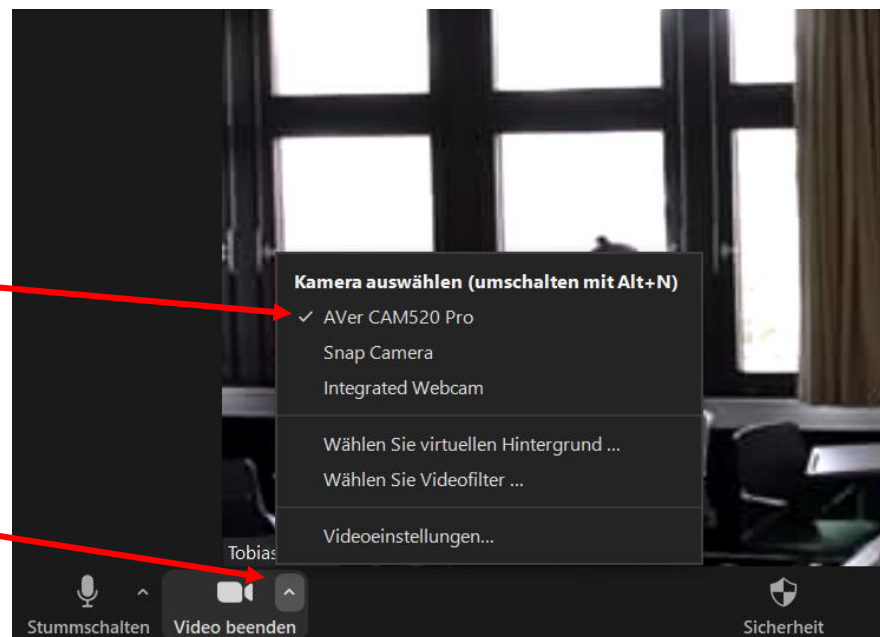 Kamera auswählen (umschalten mit Alt+N)
AVer CAM520 Pro
Snap Camera
Integrated Webcam
Wählen Sie virtuellen Hintergrund ...
Wählen Sie Videofilter ...
Videoeinstellungen...
Tobias
Stummschalten Video beenden Sicherheit